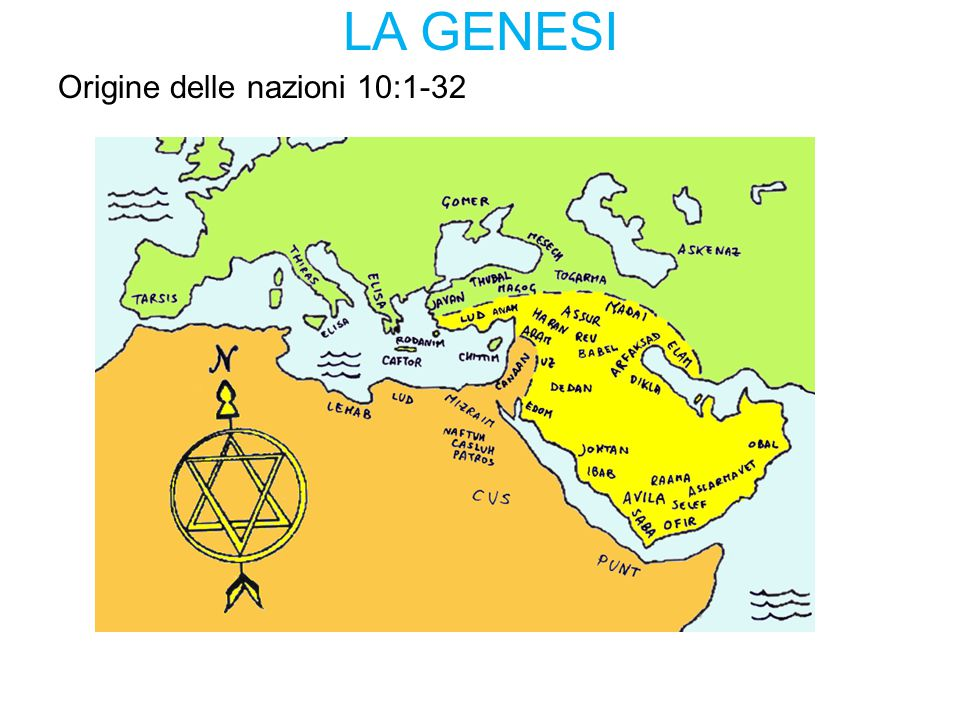 LA GENESI
Origine delle nazioni 10:1-32
GOMER
MESECH
ASKENAZ
THIRAS
ELISA
THUBAL
TOGARMA
MAGOG
JAVAN
TARSIS
LUD
ANAM
ASSUR
MADAI
ELISA
HARAN
REU
RODANIM
ARAM
BABEL
ARFAKSAD
ELAM
CAFTOR
CHITTIM
CANAAN
UZ
DEDAN
DIKLA
N
LEHAB
LUD
MIZRAIM
EDOM
NAFTUH
CASLUH
PATROS
JOKTAN
OBAL
IBAB
RAAMA
ASLARMAVET
CUS
AVILA
SELEF
SABA
OFIR
PUNT